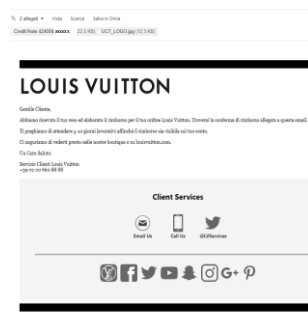 2 allegati Vista Scarica Salva in Drive
Credit Note 424008 xxxxxx 22,5 KB) UCT_LOGO.jpg (12,3 KB)
LOUIS VUITTON
Gentile Cliente,
Abbiamo ricevuto il tuo reso ed elaborato il rimborso per il tuo ordine Louis Vuitton. Troverai la conferma di rimborso allegata a questa email.
Ti preghiamo di attendere 5-10 giorni lavorativi affinché il rimborso sia visibile sul tuo conto.
Ci auguriamo di vederti presto nelle nostre boutique o su louisvuitton.com.
Un Caro Saluto,
Servizio Clienti Louis Vuitton
+39 02 00 660 88 88
Client Services
Email Us Call Us @LVServices